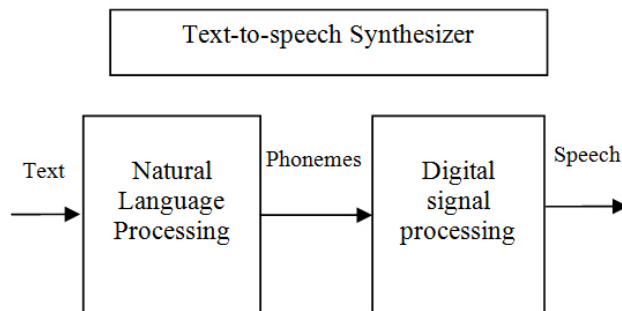 Text-to-speech Synthesizer
Text
Natural
Language
Processing
Phonemes
Digital
signal
processing
Speech